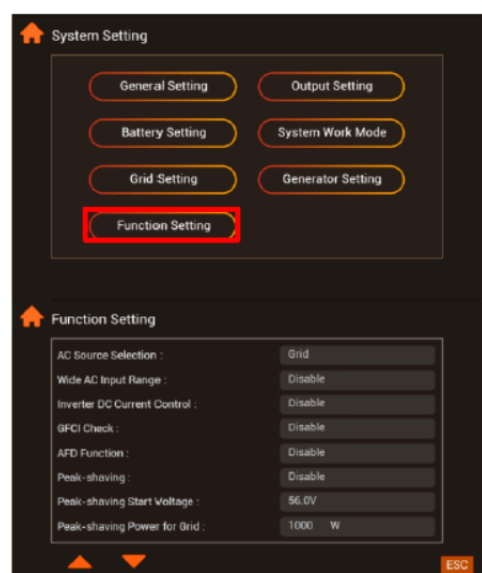 System Setting
General Setting
Output Setting
Battery Setting
System Work Mode
Grid Setting
Generator Setting
Function Setting
Function Setting
AC Source Selection : Grid
Wide AC Input Range : Disable
Inverter DC Current Control : Disable
GFCI Check : Disable
AFD Function : Disable
Peak-shaving : Disable
Peak-shaving Start Voltage : 56.0V
Peak-shaving Power for Grid : 1000 W
ESC